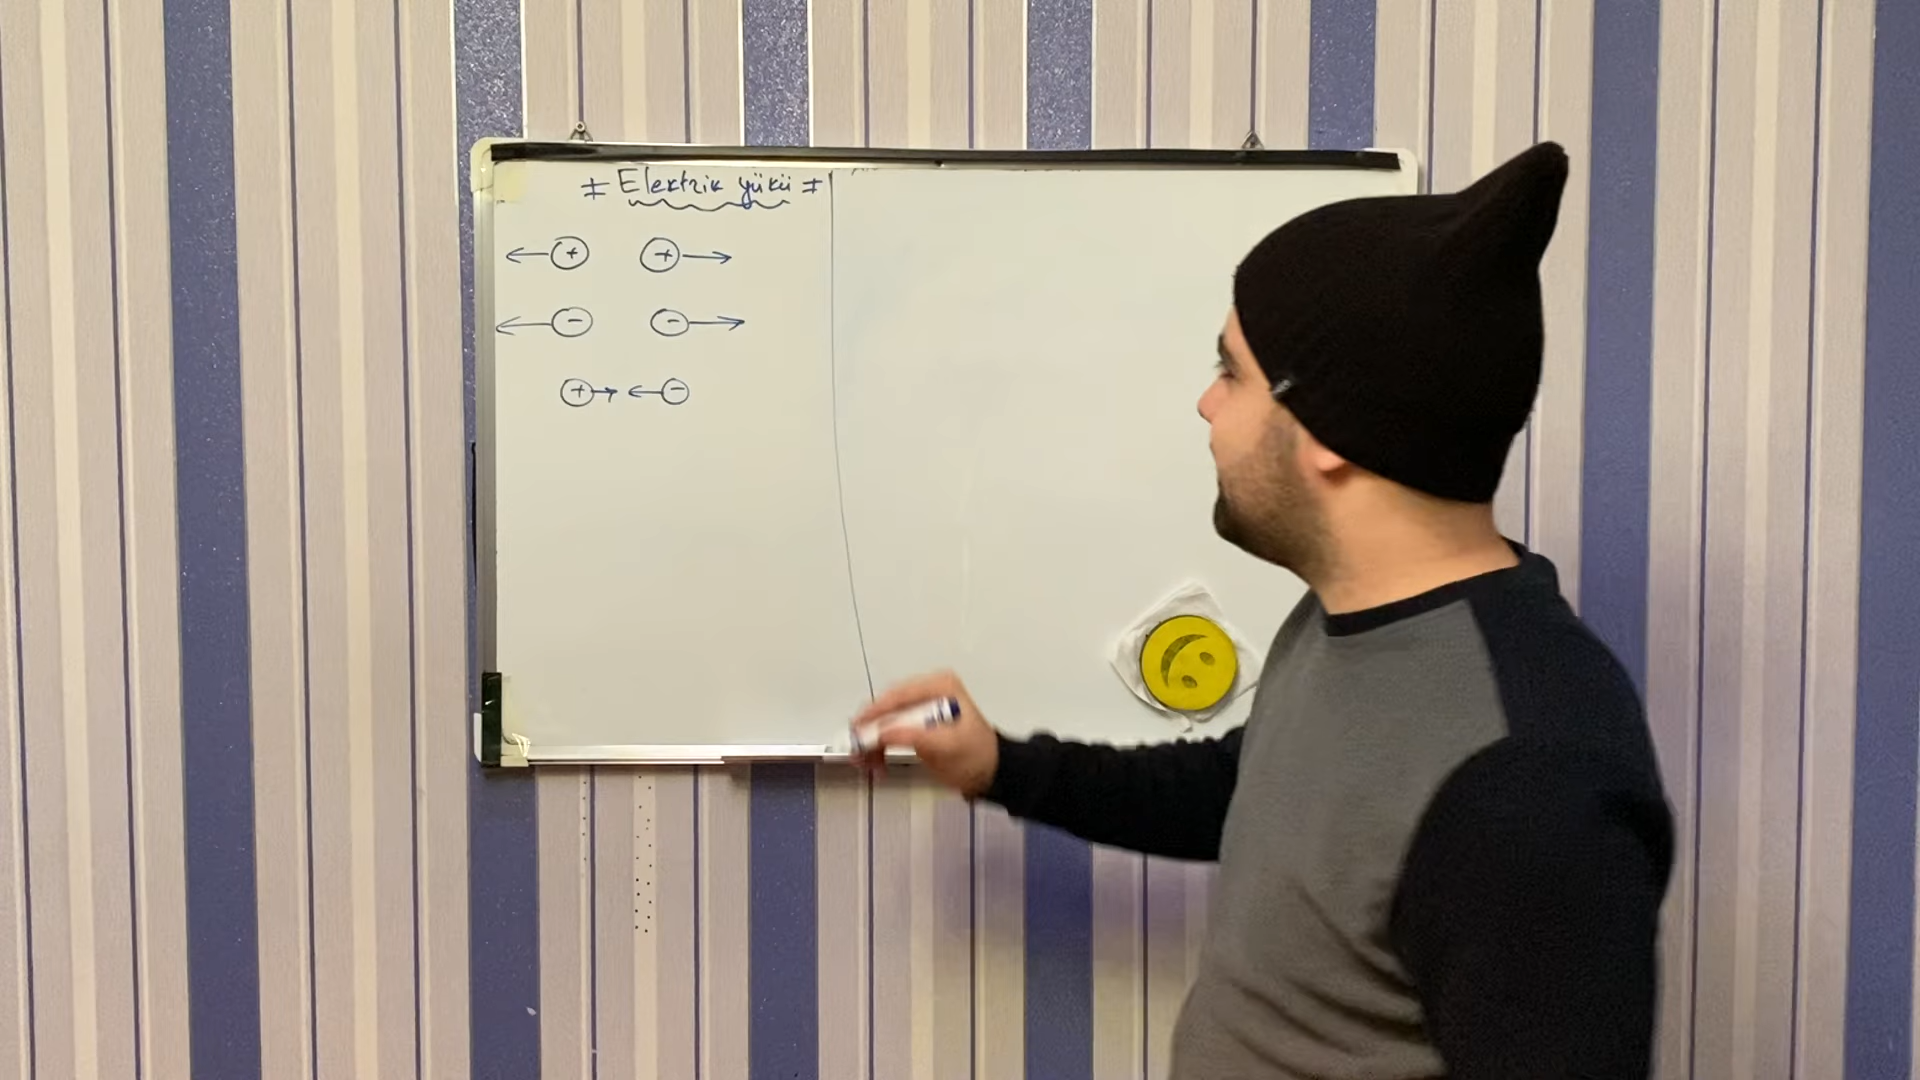 ≠ Elektrik yükü ≠
← + + →
← - - →
+ → ← -